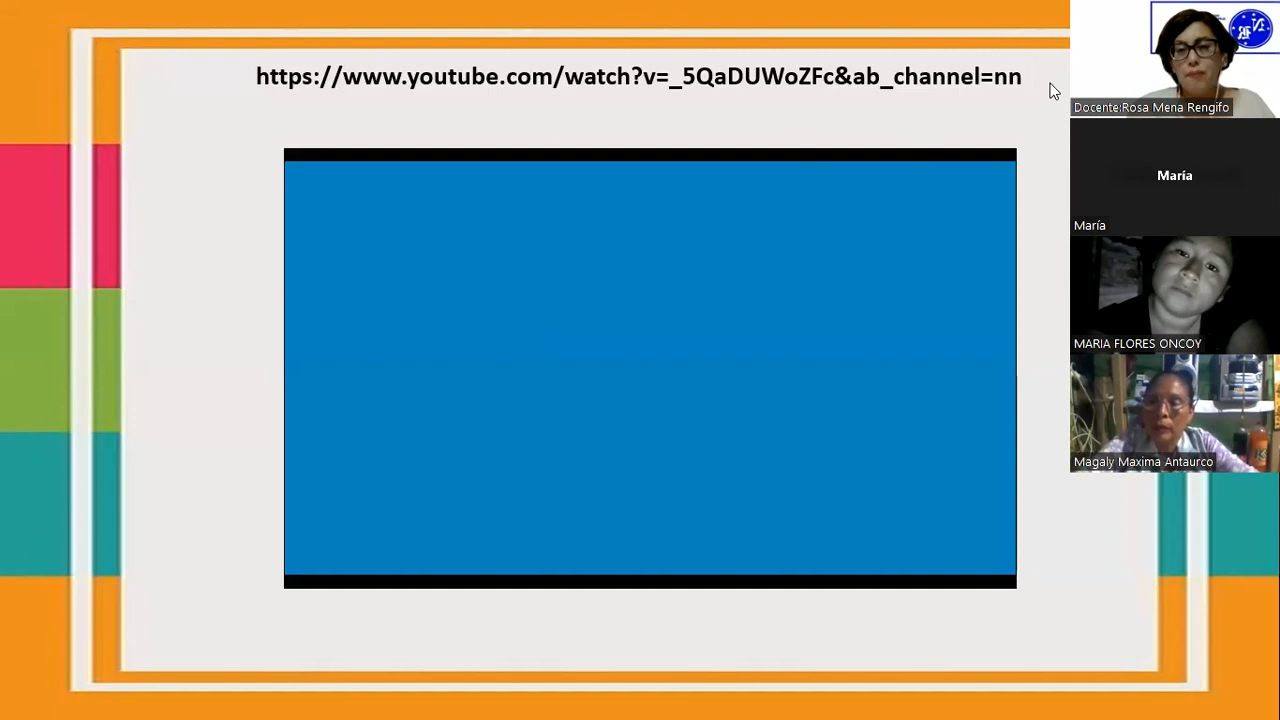 https://www.youtube.com/watch?v=_5QaDUWoZFc&ab_channel=nn
Docente:Rosa Mena Rengifo
María
María
MARIA FLORES ONCOY
Magaly Maxima Antaurco